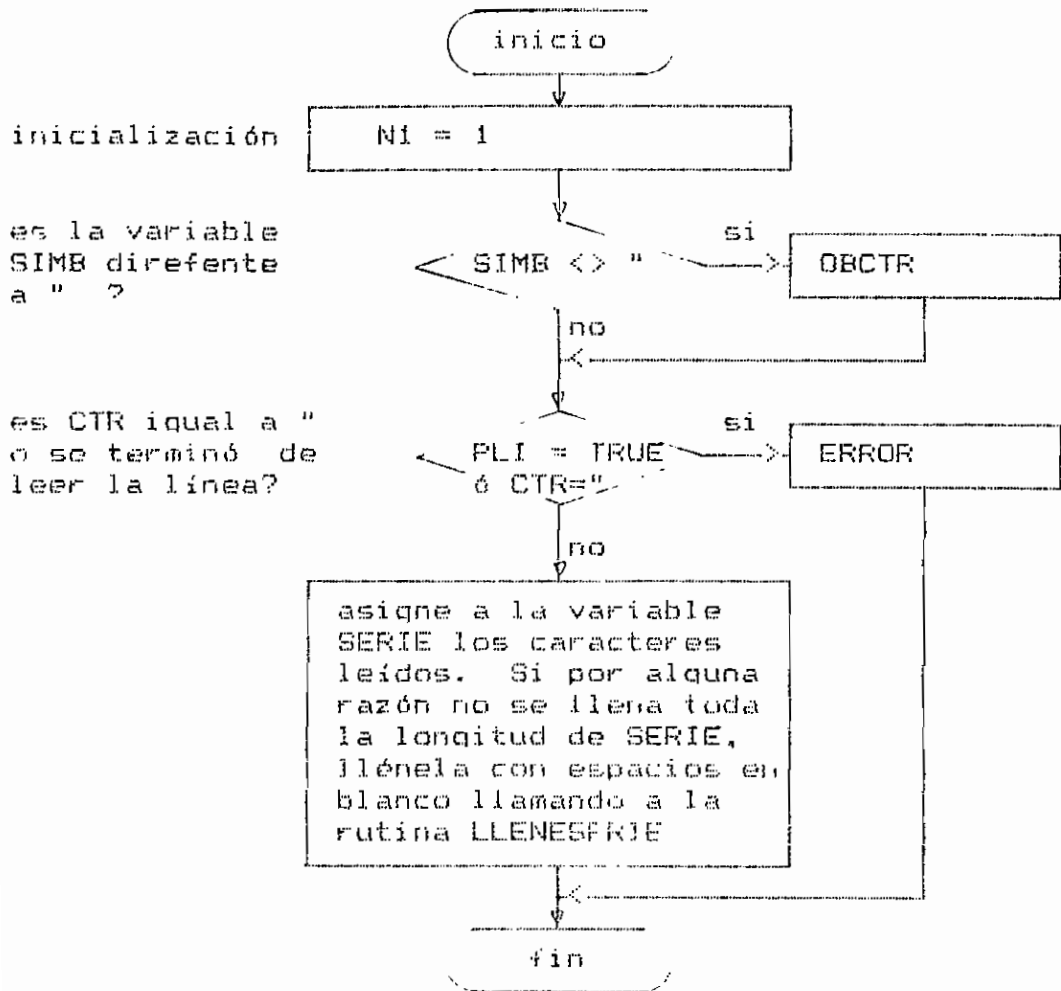 inicio
inicialización
N1 = 1
es la variable
SIMB direfente
a " ?
SIMB <> "
si
OBCTR
no
es CTR igual a "
o se terminó de
leer la línea?
PLI = TRUE
ó CTR="
si
ERROR
no
asigne a la variable
SERIE los caracteres
leídos. Si por alguna
razón no se llena toda
la longitud de SERIE,
llénela con espacios en
blanco llamando a la
rutina LLENESERIE
fin